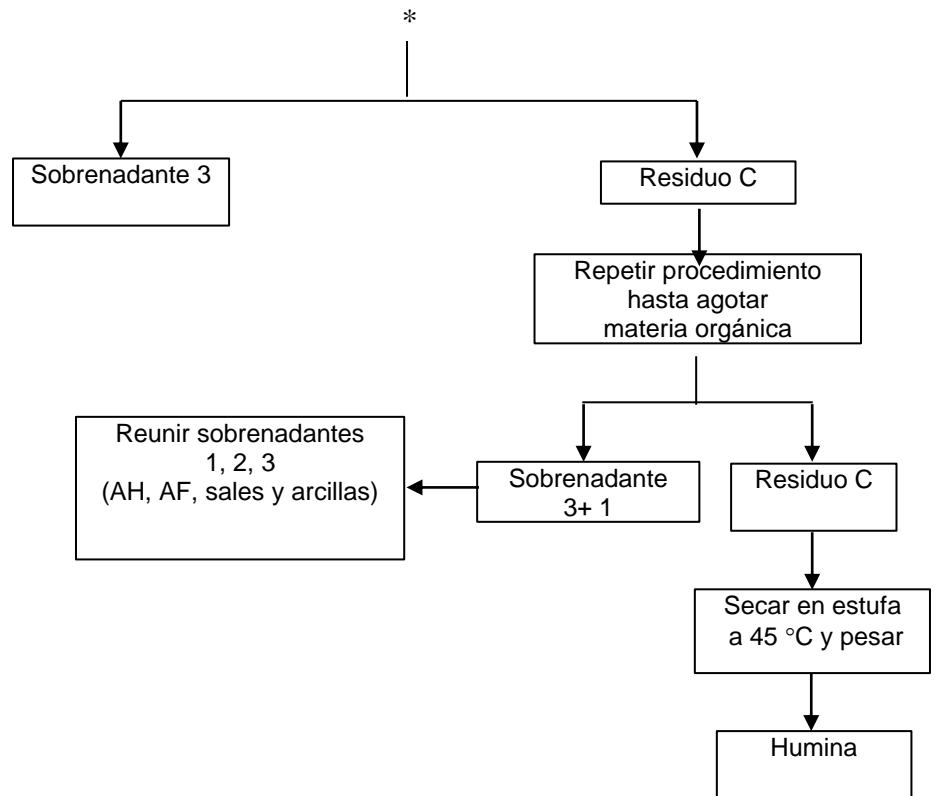 *
Sobrenadante 3
Residuo C
Repetir procedimiento
hasta agotar
materia orgánica
Reunir sobrenadantes
1, 2, 3
(AH, AF, sales y arcillas)
Sobrenadante
3+ 1
Residuo C
Secar en estufa
a 45 °C y pesar
Humina